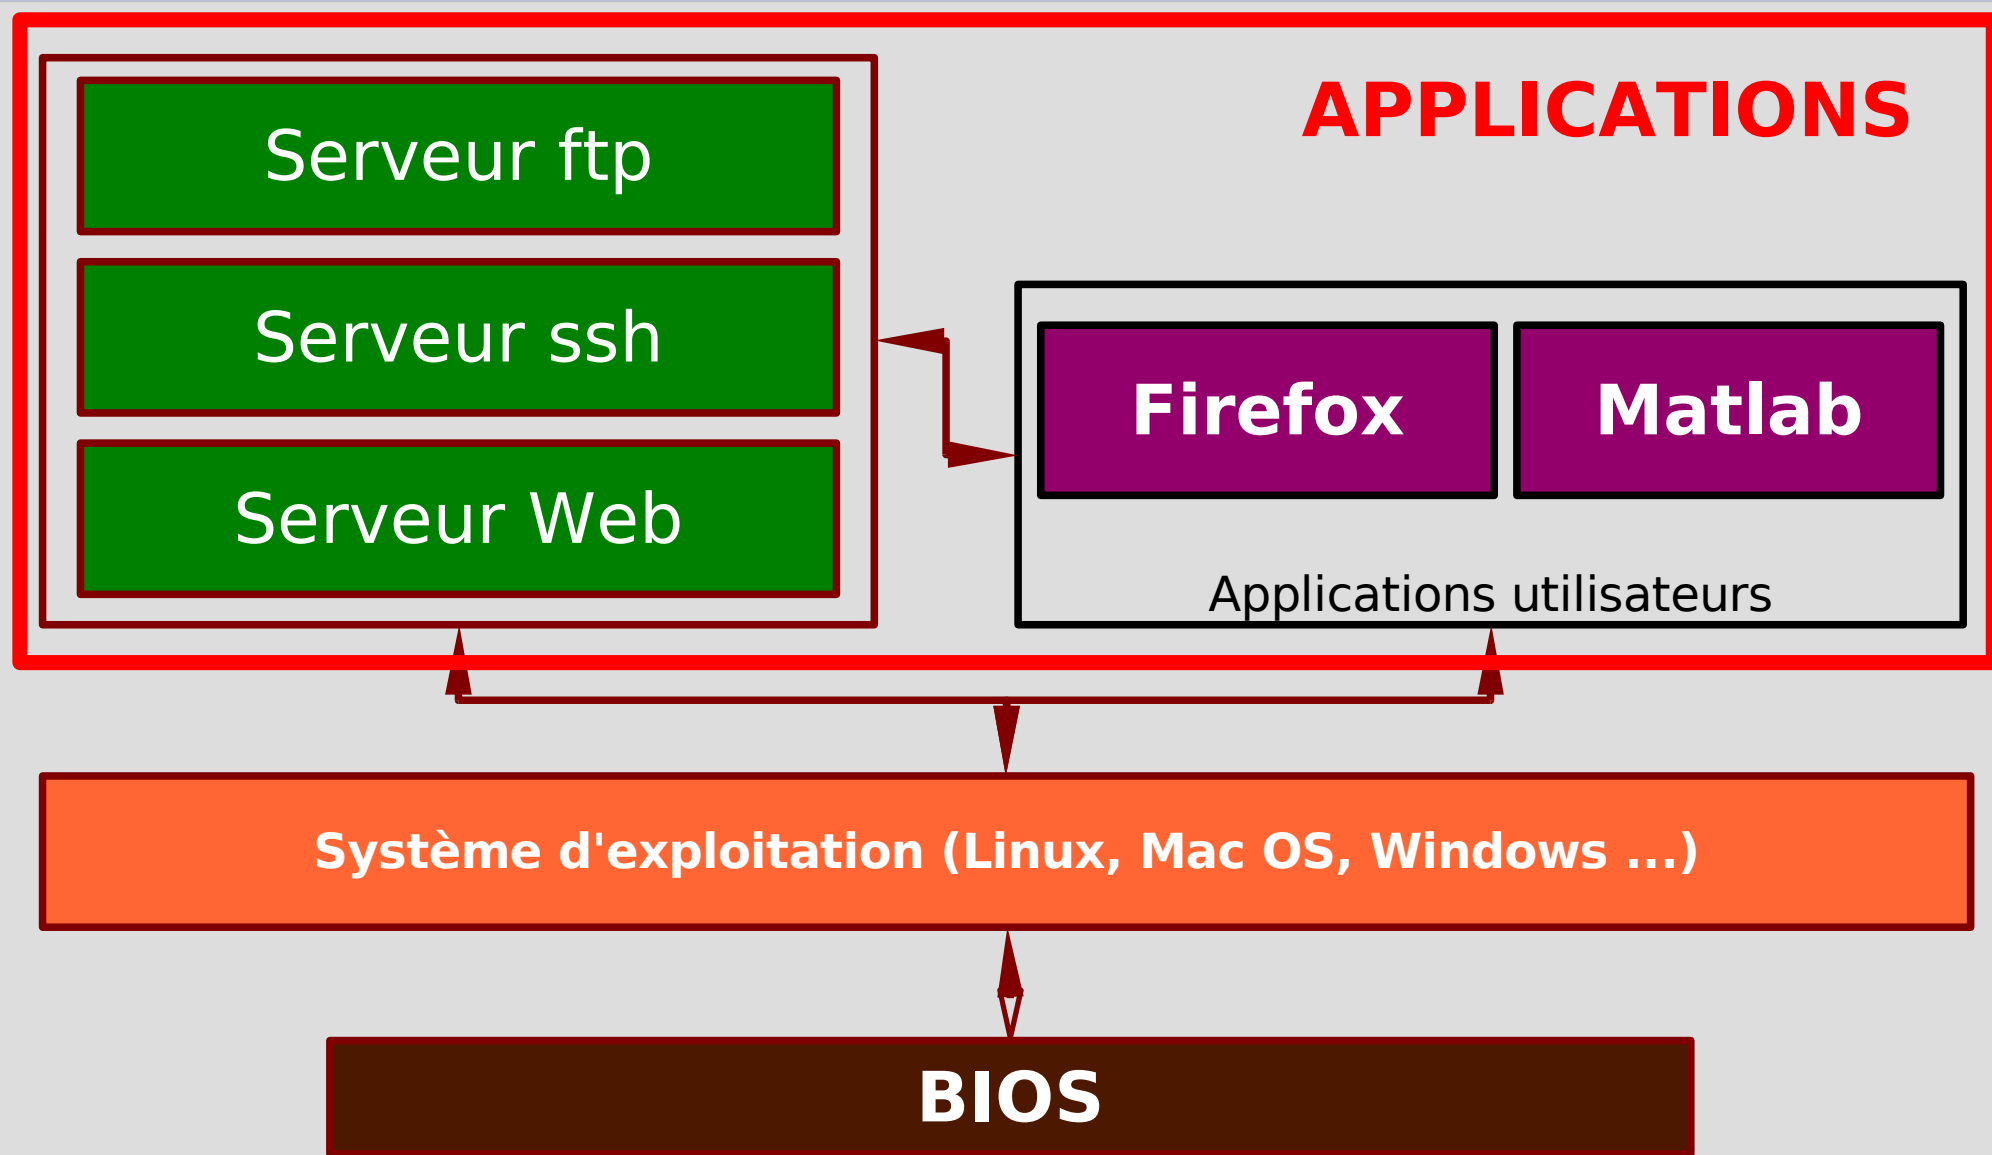 APPLICATIONS
Serveur ftp
Serveur ssh
Serveur Web
Firefox
Matlab
Applications utilisateurs
Système d'exploitation (Linux, Mac OS, Windows ...)
BIOS